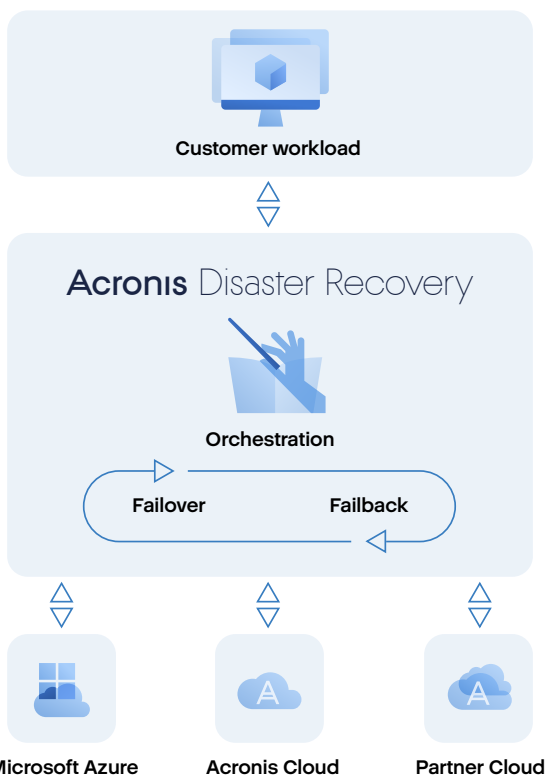 Customer workload
Acronis Disaster Recovery
Orchestration
Failover Failback
Microsoft Azure Acronis Cloud Partner Cloud